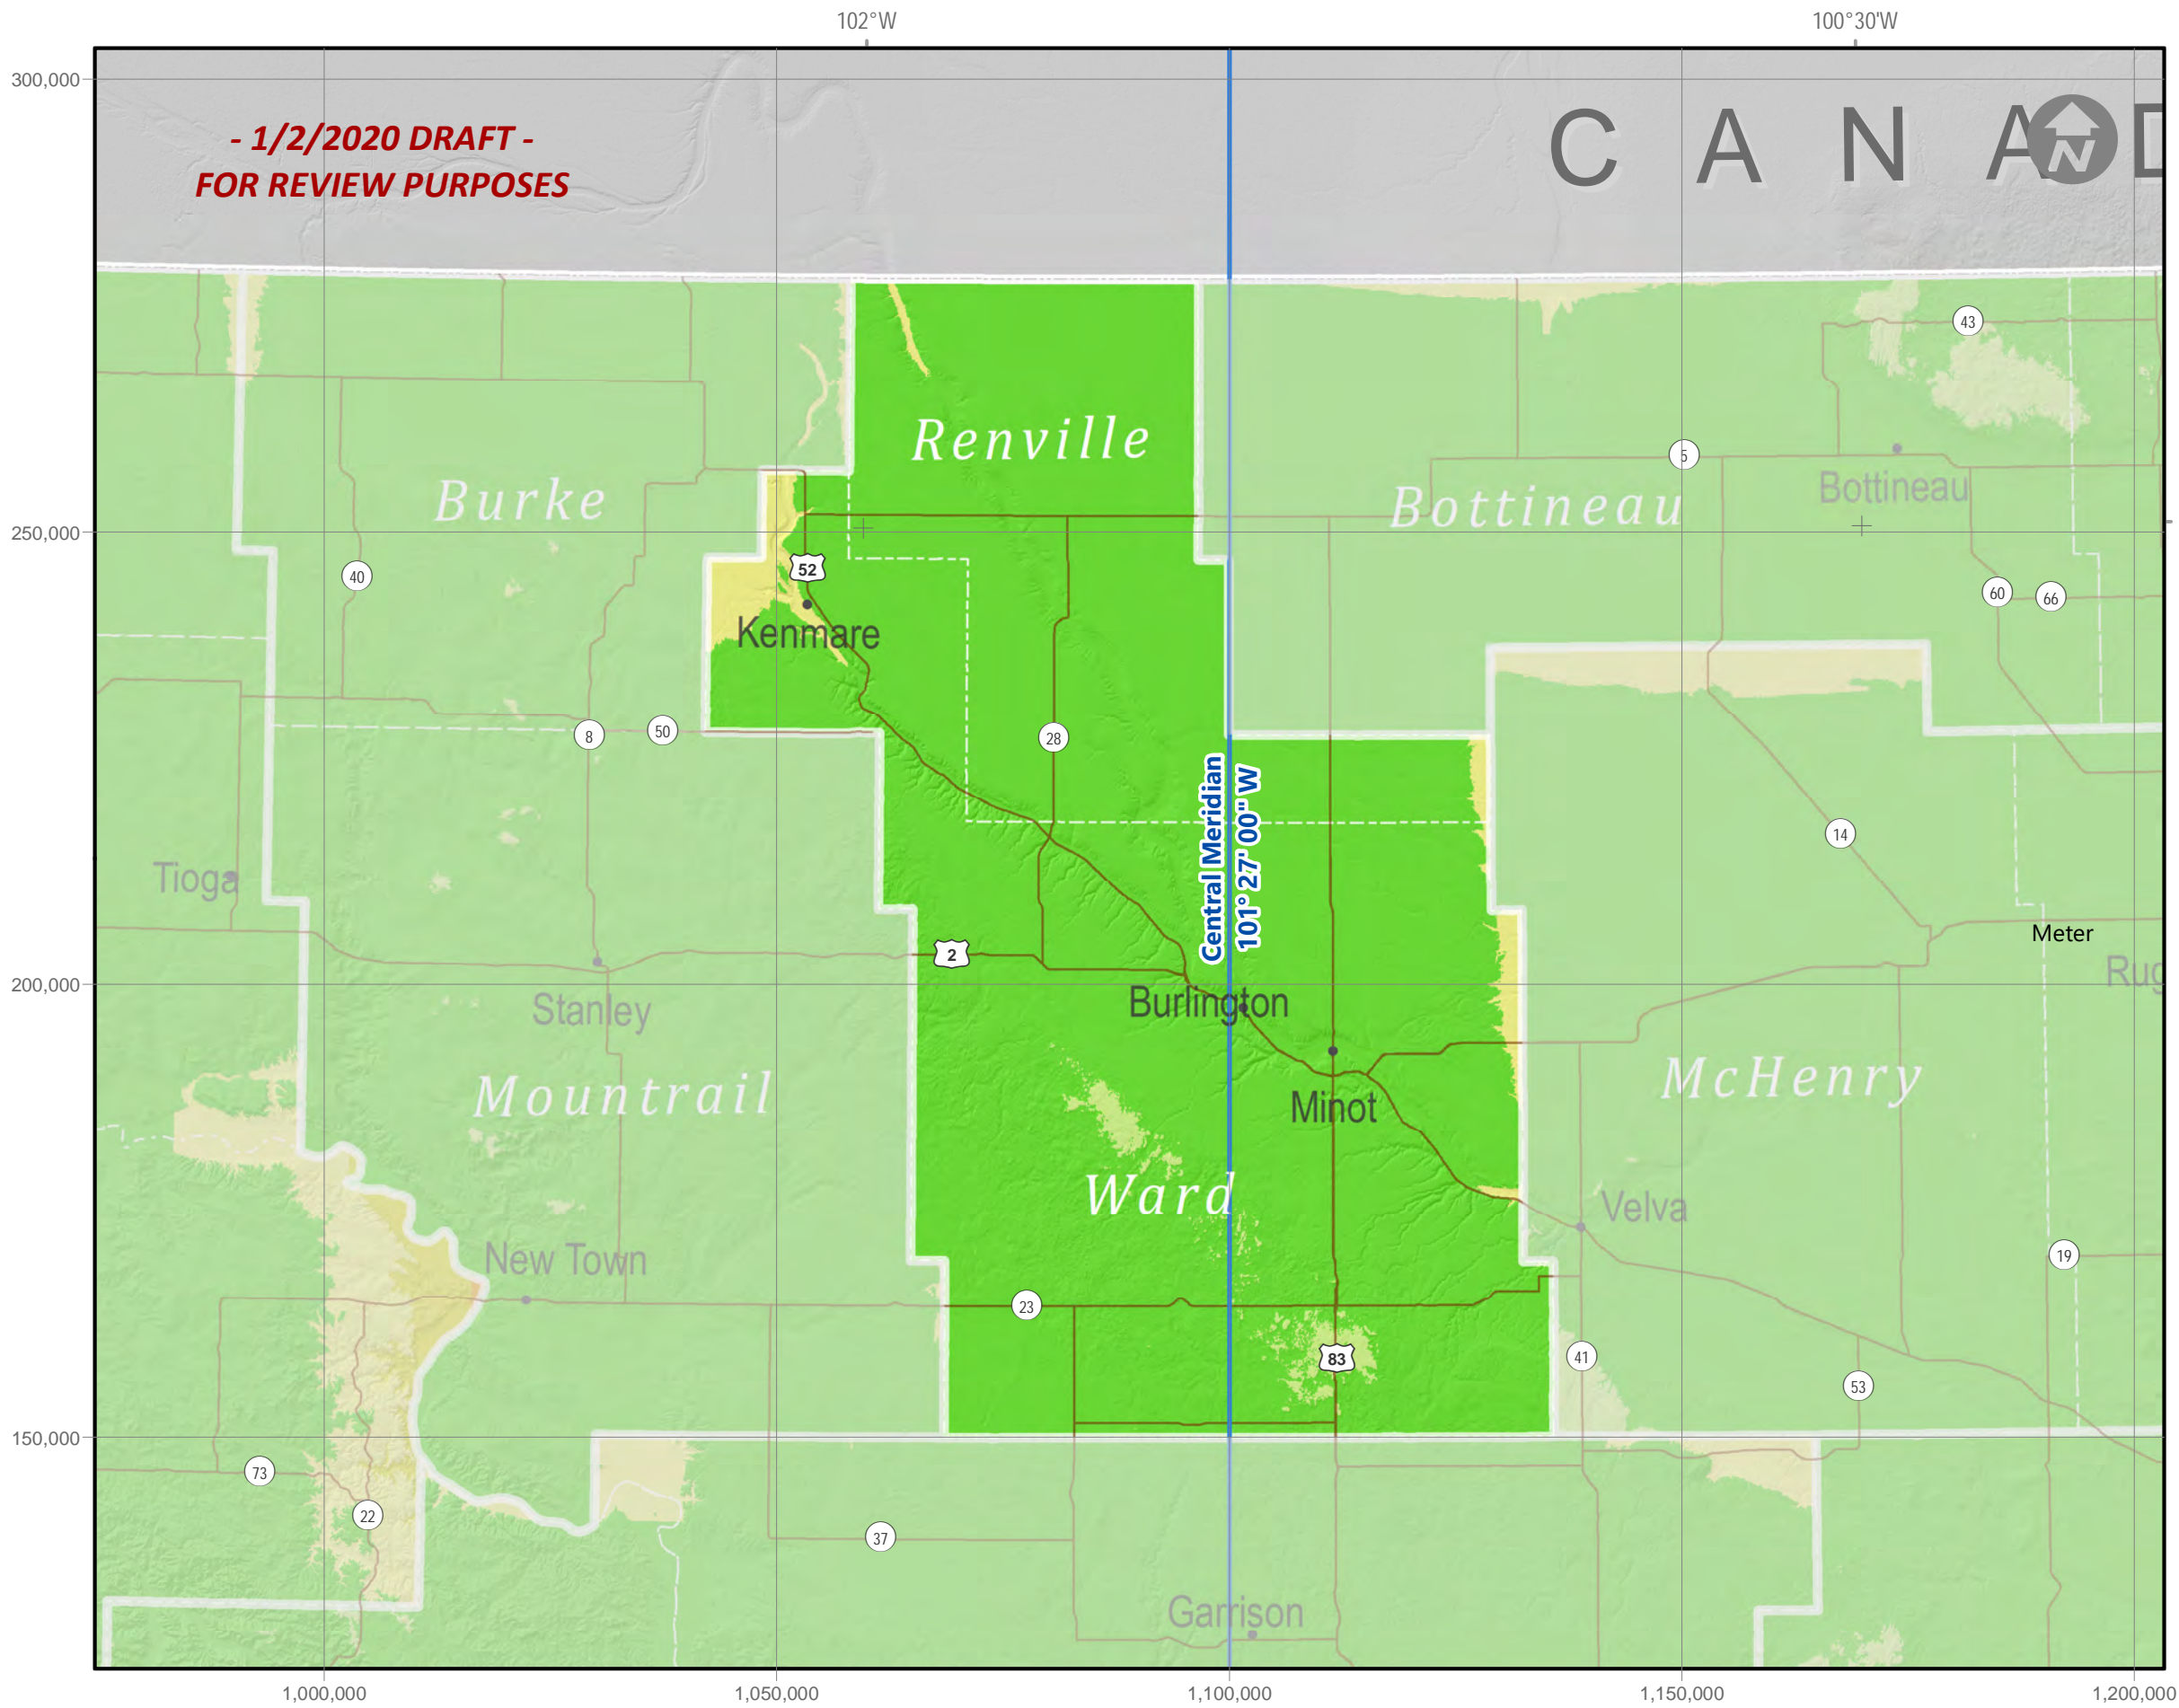 102°W
100°30'W
300,000
- 1/2/2020 DRAFT -
FOR REVIEW PURPOSES
C A N A D
N
43
Renville
5
Burke
Bottineau
Bottineau
250,000
52
40
60
66
Kenmare
8
50
28
Central Meridian
101° 27' 00" W
14
Tioga
Meter
2
Rug
200,000
Burlington
Stanley
Mountrail
McHenry
Minot
Ward
Velva
New Town
19
23
83
41
53
150,000
73
22
37
Garrison
1,000,000
1,050,000
1,100,000
1,150,000
1,200,000